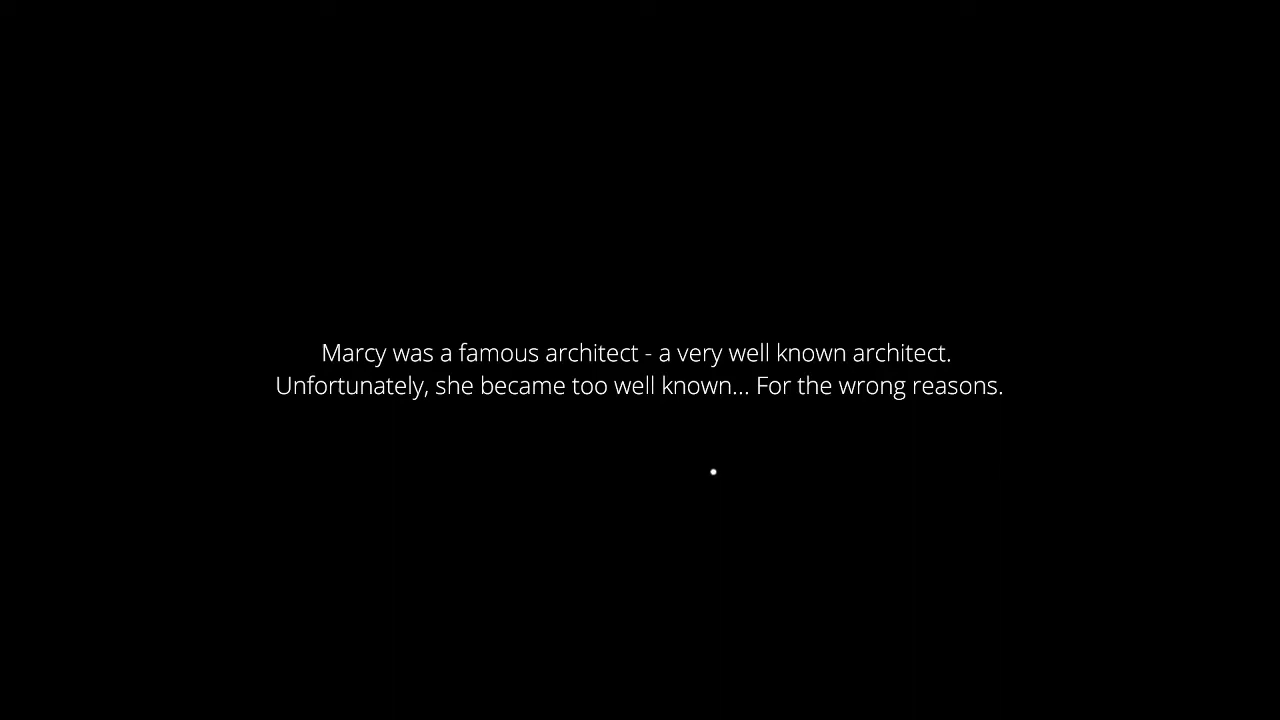 Marcy was a famous architect - a very well known architect.
Unfortunately, she became too well known... For the wrong reasons.